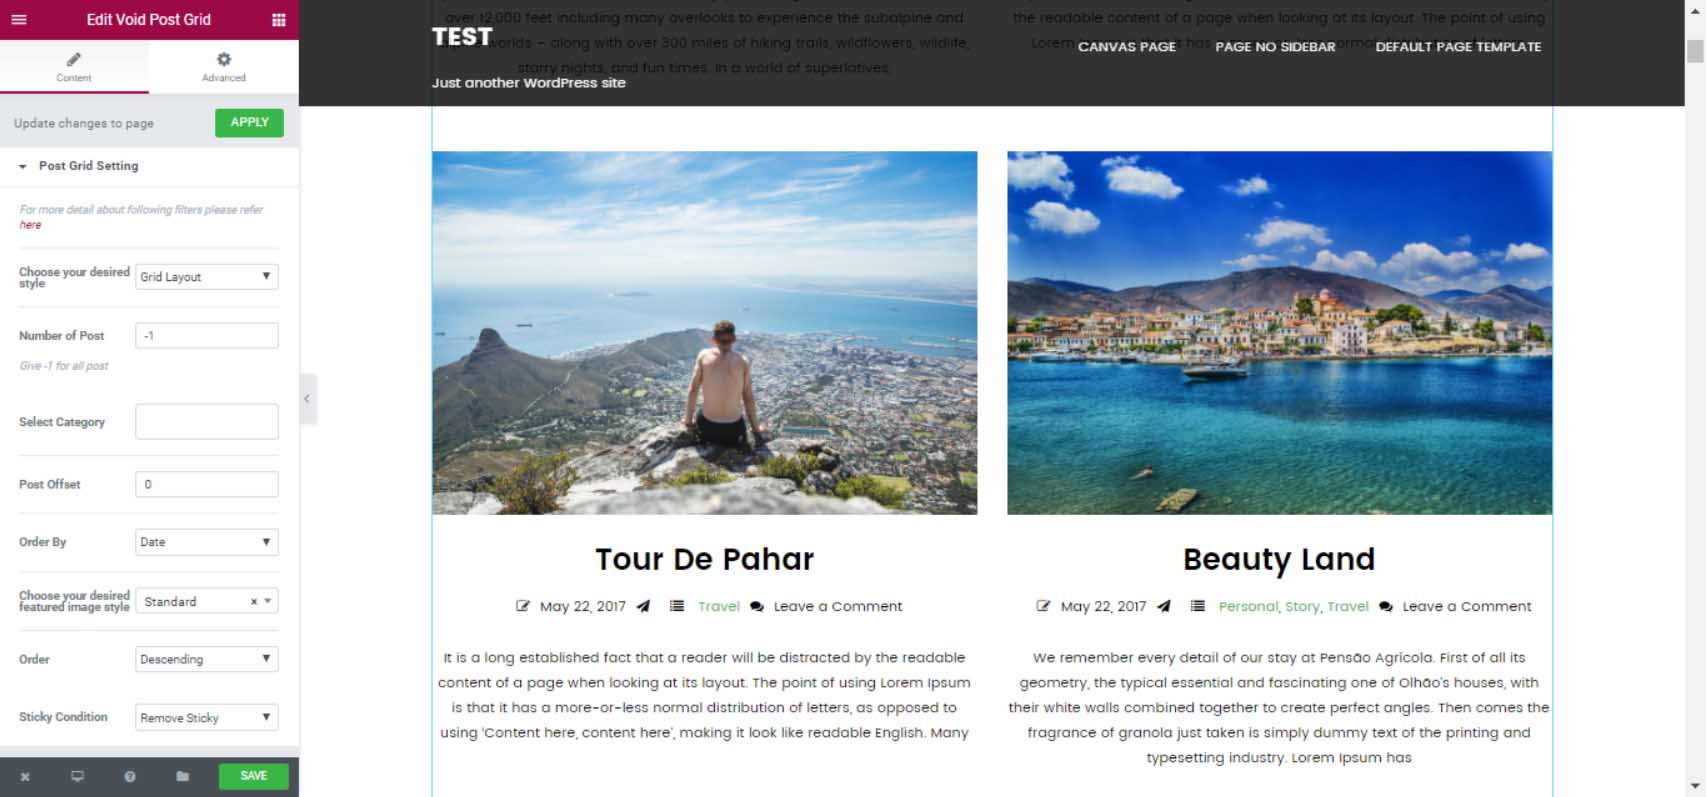 Edit Void Post Grid
Content
Advanced
Update changes to page
APPLY
Post Grid Setting
For more detail about following filters please refer
here
Choose your desired
style
Grid Layout
Number of Post
-1
Give -1 for all post
Select Category
Post Offset
0
Order By
Date
Choose your desired
featured image style
Standard
Order
Descending
Sticky Condition
Remove Sticky
SAVE
over 12,000 feet including many overlooks to experience the subalpine and
worlds – along with over 300 miles of hiking trails, wildflowers, wildlife,
starry nights, and fun times. In a world of superlatives,
the readable content of a page when looking at its layout. The point of using
Lorem Ipsum is that it has a more-or-less normal distribution of letters
TEST
Just another WordPress site
CANVAS PAGE
PAGE NO SIDEBAR
DEFAULT PAGE TEMPLATE
Tour De Pahar
May 22, 2017 Travel Leave a Comment
It is a long established fact that a reader will be distracted by the readable
content of a page when looking at its layout. The point of using Lorem Ipsum
is that it has a more-or-less normal distribution of letters, as opposed to
using 'Content here, content here', making it look like readable English. Many
Beauty Land
May 22, 2017 Personal, Story, Travel Leave a Comment
We remember every detail of our stay at Pensão Agrícola. First of all its
geometry, the typical essential and fascinating one of Olhão's houses, with
their white walls combined together to create perfect angles. Then comes the
fragrance of granola just taken is simply dummy text of the printing and
typesetting industry. Lorem Ipsum has